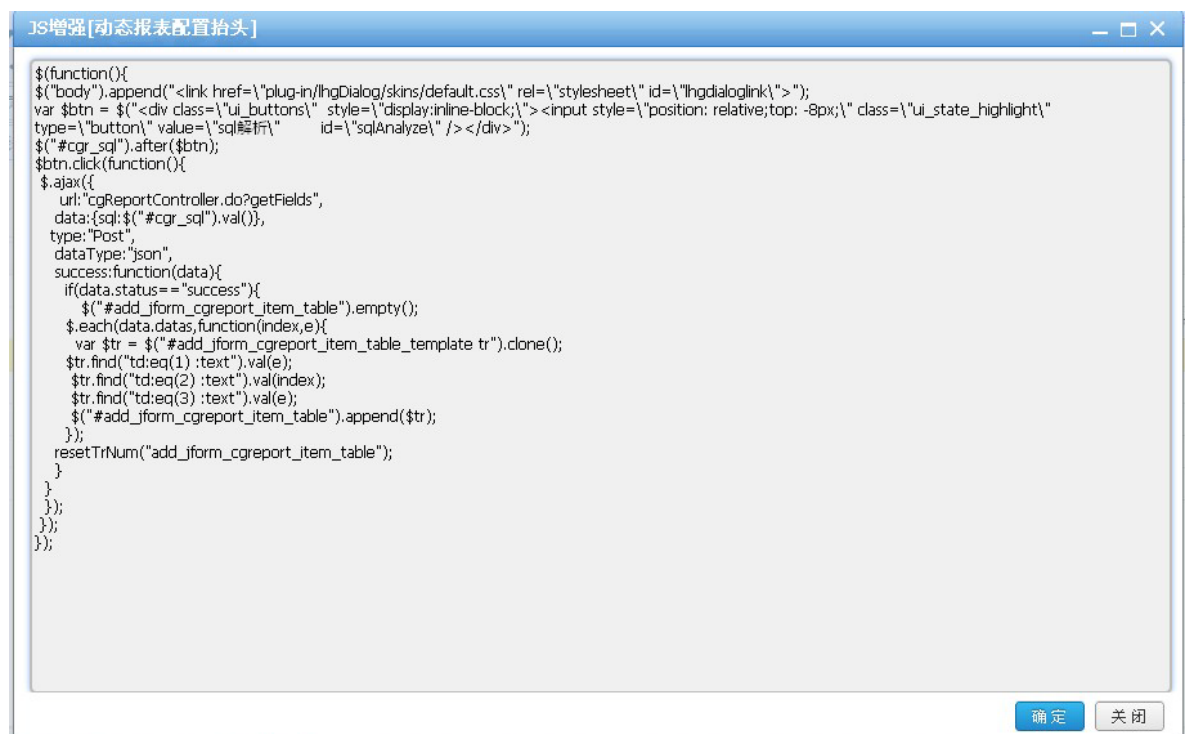 JS增强[动态报表配置抬头]
$(function(){
$("body").append("<link href=\"plug-in/lhgDialog/skins/default.css\" rel=\"stylesheet\" id=\"lhgdialoglink\">");
var $btn = $("<div class=\"ui_buttons\" style=\"display:inline-block;\"><input style=\"position: relative;top: -8px;\" class=\"ui_state_highlight\"
type=\"button\" value=\"sql解析\" id=\"sqlAnalyze\" /></div>");
$("#cgr_sql").after($btn);
$btn.click(function(){
$.ajax({
url:"cgReportController.do?getFields",
data:{sql:$("#cgr_sql").val()},
type:"Post",
dataType:"json",
success:function(data){
if(data.status=="success"){
$("#add_jform_cgreport_item_table").empty();
$.each(data.datas,function(index,e){
var $tr = $("#add_jform_cgreport_item_table_template tr").clone();
$tr.find("td:eq(1) :text").val(e);
$tr.find("td:eq(2) :text").val(index);
$tr.find("td:eq(3) :text").val(e);
$("#add_jform_cgreport_item_table").append($tr);
});
resetTrNum("add_jform_cgreport_item_table");
}
}
});
});
});
确定 关闭